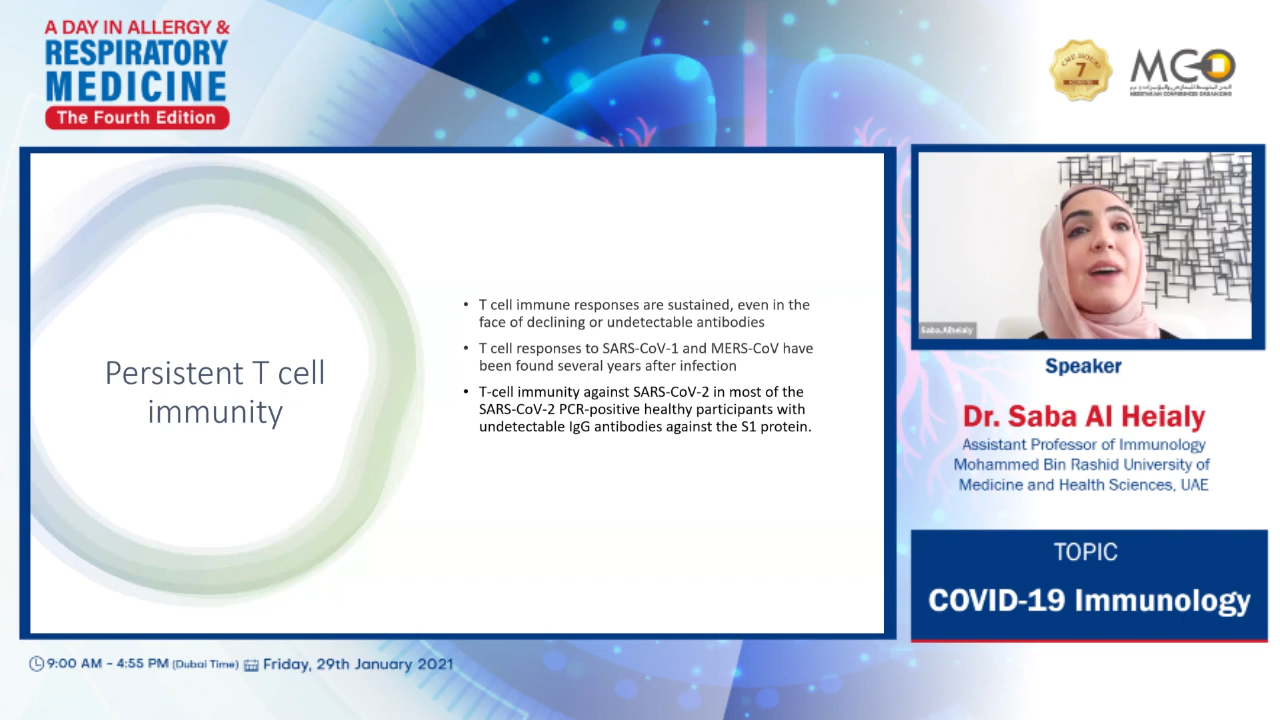 A DAY IN ALLERGY &
RESPIRATORY
MEDICINE
The Fourth Edition
CME HOURS
7
MCO
MEDITERANEAN CONFERENCES ORGANIZING
Persistent T cell
immunity
• T cell immune responses are sustained, even in the
face of declining or undetectable antibodies
• T cell responses to SARS-CoV-1 and MERS-CoV have
been found several years after infection
• T-cell immunity against SARS-CoV-2 in most of the
SARS-CoV-2 PCR-positive healthy participants with
undetectable IgG antibodies against the S1 protein.
Saba.Alheialy
Speaker
Dr. Saba Al Heialy
Assistant Professor of Immunology
Mohammed Bin Rashid University of
Medicine and Health Sciences, UAE
TOPIC
COVID-19 Immunology
9:00 AM - 4:55 PM (Dubai Time) Friday, 29th January 2021